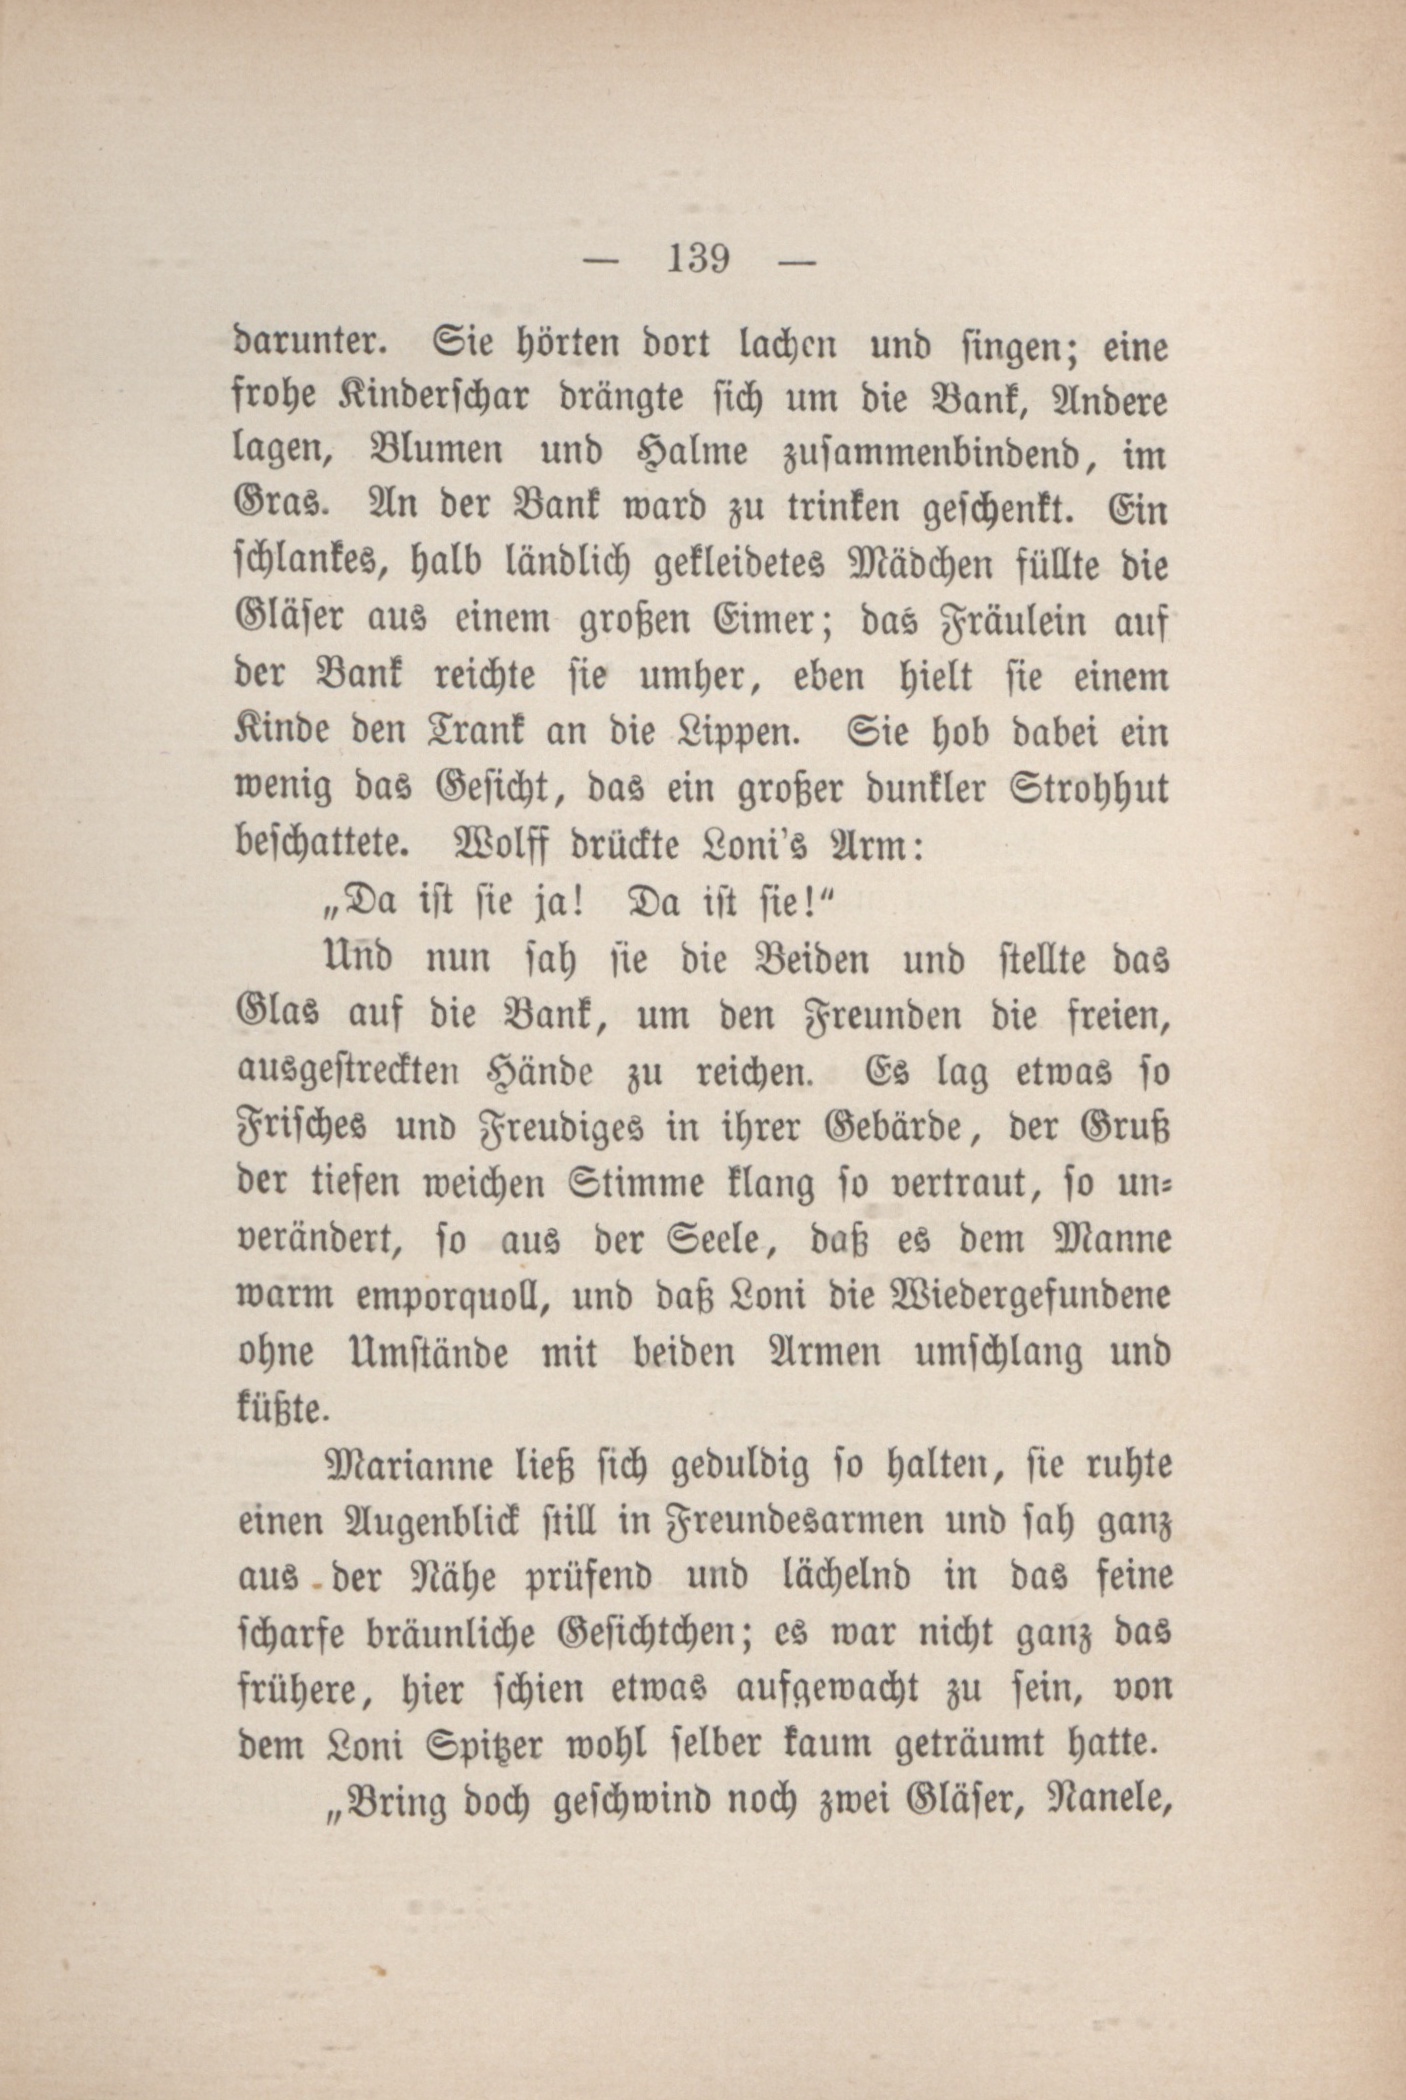 — 139 —
darunter. Sie hörten dort lachen und singen; eine
frohe Kinderschar drängte sich um die Bank, Andere
lagen, Blumen und Halme zusammenbindend, im
Gras. An der Bank ward zu trinken geschenkt. Ein
schlankes, halb ländlich gekleidetes Mädchen füllte die
Gläser aus einem großen Eimer; das Fräulein auf
der Bank reichte sie umher, eben hielt sie einem
Kinde den Trank an die Lippen. Sie hob dabei ein
wenig das Gesicht, das ein großer dunkler Strohhut
beschattete. Wolff drückte Loni's Arm:
„Da ist sie ja! Da ist sie!“
Und nun sah sie die Beiden und stellte das
Glas auf die Bank, um den Freunden die freien,
ausgestreckten Hände zu reichen. Es lag etwas so
Frisches und Freudiges in ihrer Gebärde, der Gruß
der tiefen weichen Stimme klang so vertraut, so un-
verändert, so aus der Seele, daß es dem Manne
warm emporquoll, und daß Loni die Wiedergefundene
ohne Umstände mit beiden Armen umschlang und
küßte.
Marianne ließ sich geduldig so halten, sie ruhte
einen Augenblick still in Freundesarmen und sah ganz
aus der Nähe prüfend und lächelnd in das feine
scharfe bräunliche Gesichtchen; es war nicht ganz das
frühere, hier schien etwas aufgewacht zu sein, von
dem Loni Spitzer wohl selber kaum geträumt hatte.
„Bring doch geschwind noch zwei Gläser, Nanele,